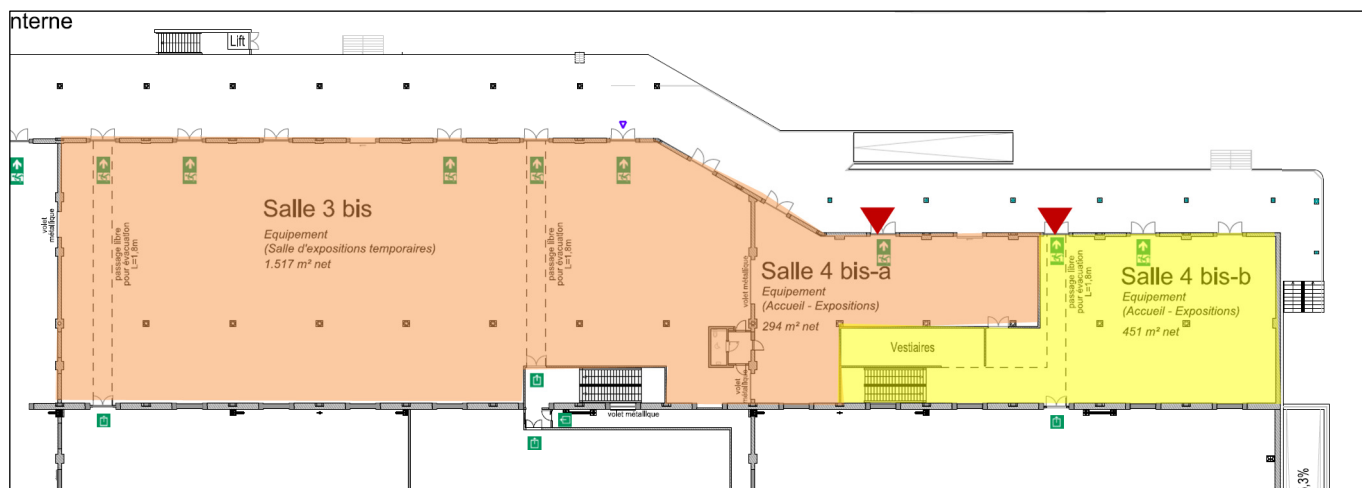 nterne
Lift
volet
métallique
passage libre
pour évacuation
L=1,8m
Salle 3 bis
Equipement
(Salle d'expositions temporaires)
1.517 m² net
passage libre
pour évacuation
L=1,8m
volet métallique
Salle 4 bis-a
Equipement
(Accueil - Expositions)
294 m² net
passage libre
pour évacuation
L=1,8m
Salle 4 bis-b
Equipement
(Accueil - Expositions)
451 m² net
Vestiaires
volet
métallique
volet métallique
,3%